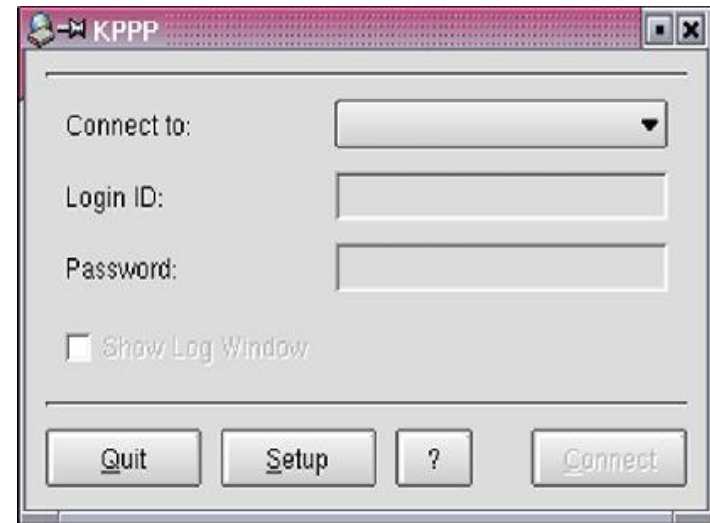 KPPP
Connect to:
Login ID:
Password:
Show Log Window
Quit Setup ? Connect